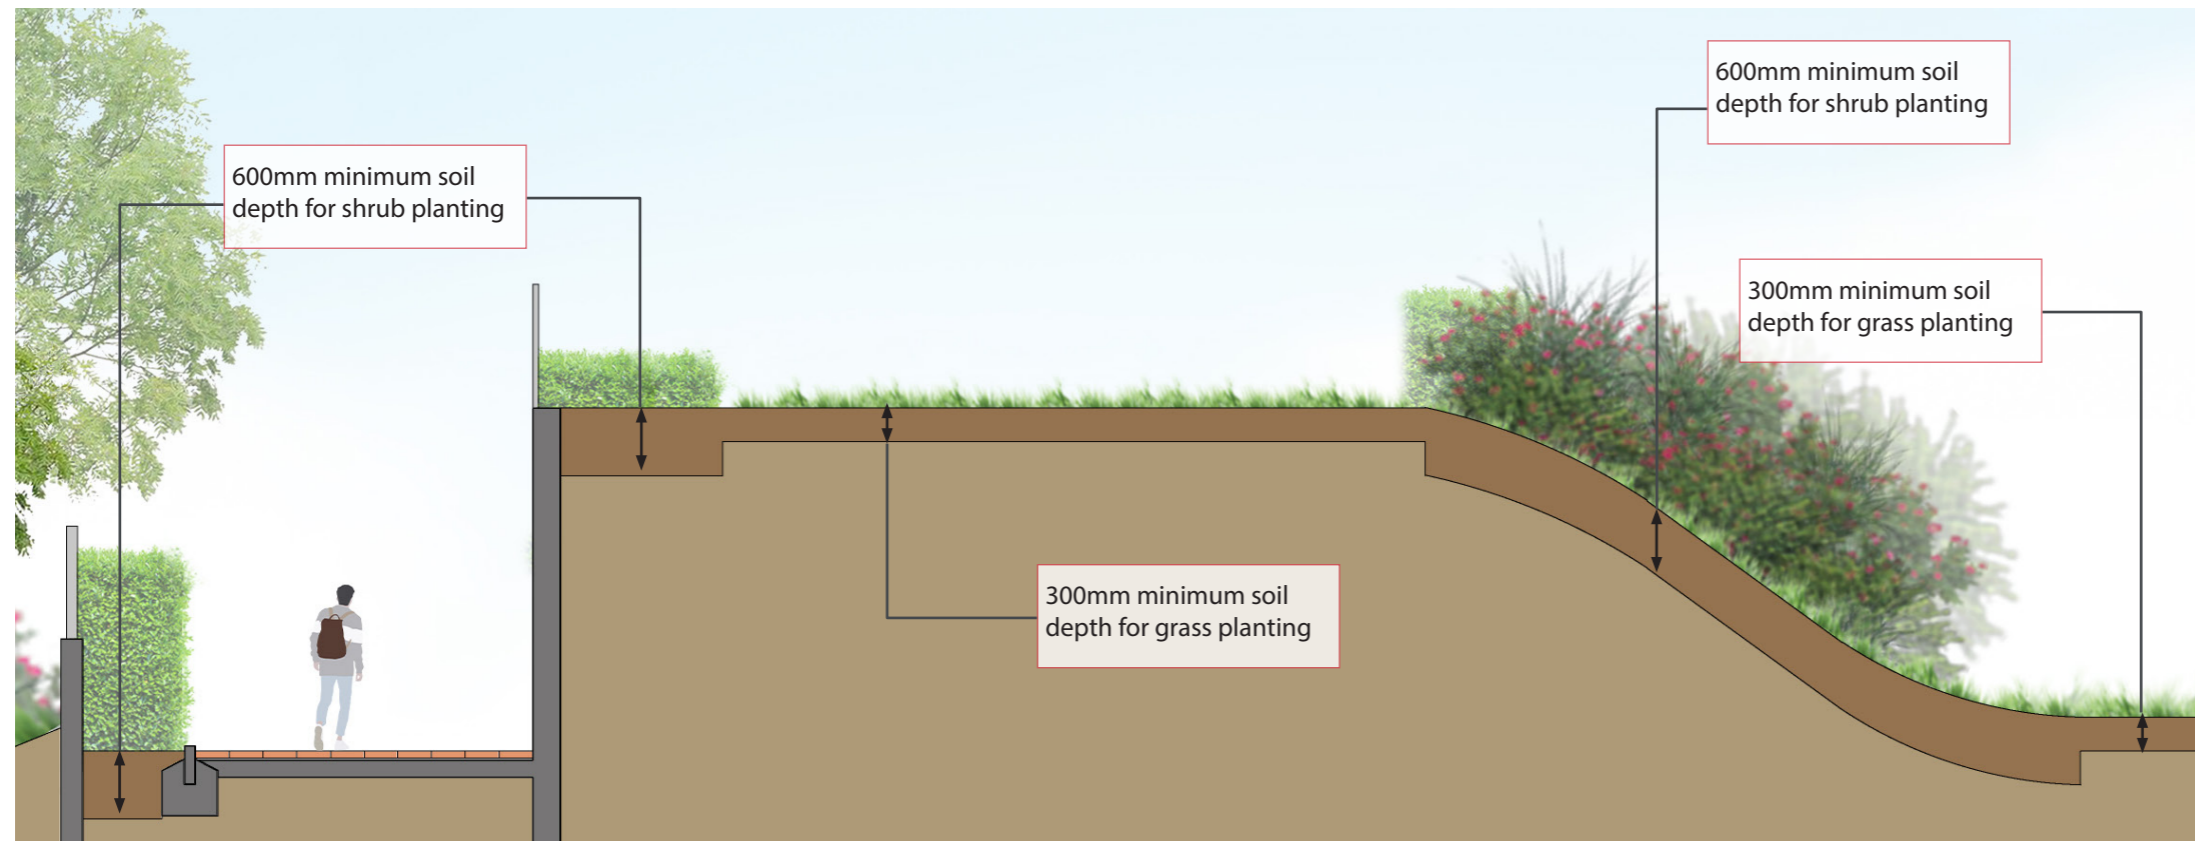 600mm minimum soil
depth for shrub planting
600mm minimum soil
depth for shrub planting
300mm minimum soil
depth for grass planting
300mm minimum soil
depth for grass planting